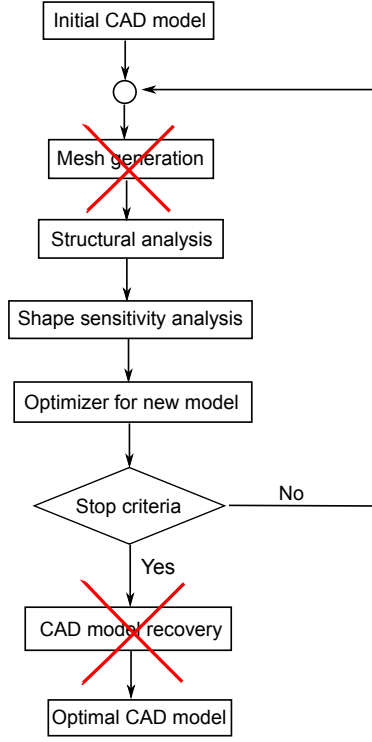 Initial CAD model
Mesh generation
Structural analysis
Shape sensitivity analysis
Optimizer for new model
Stop criteria
No
Yes
CAD model recovery
Optimal CAD model